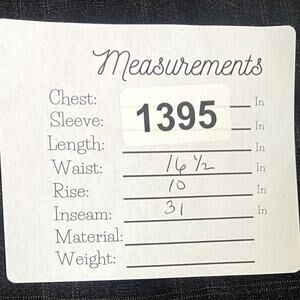 Measurements
Chest: In
1395
Sleeve: In
Length: In
Waist: 16 1/2 In
Rise: 10 In
Inseam: 31 In
Material:
Weight: